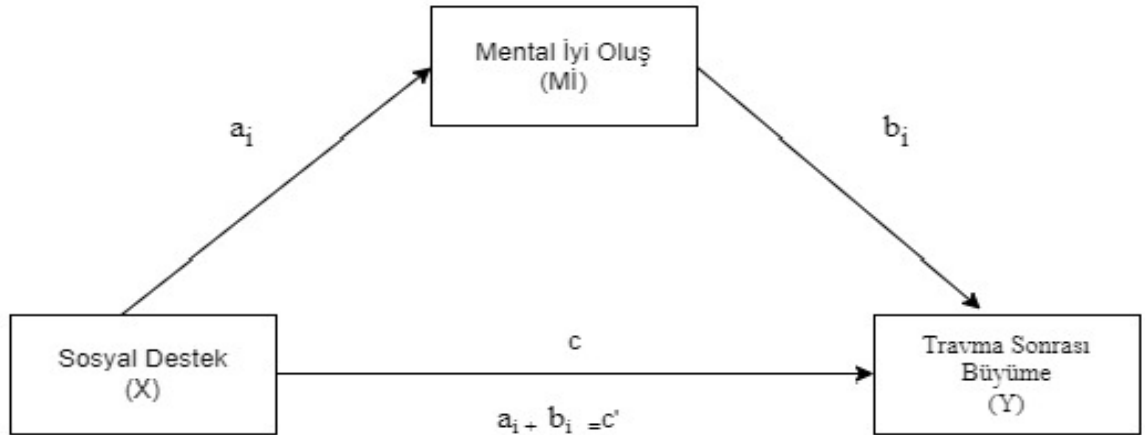 Mental İyi Oluş
(Mİ)
aᵢ
bᵢ
Sosyal Destek
(X)
c
Travma Sonrası
Büyüme
(Y)
aᵢ + bᵢ =c'